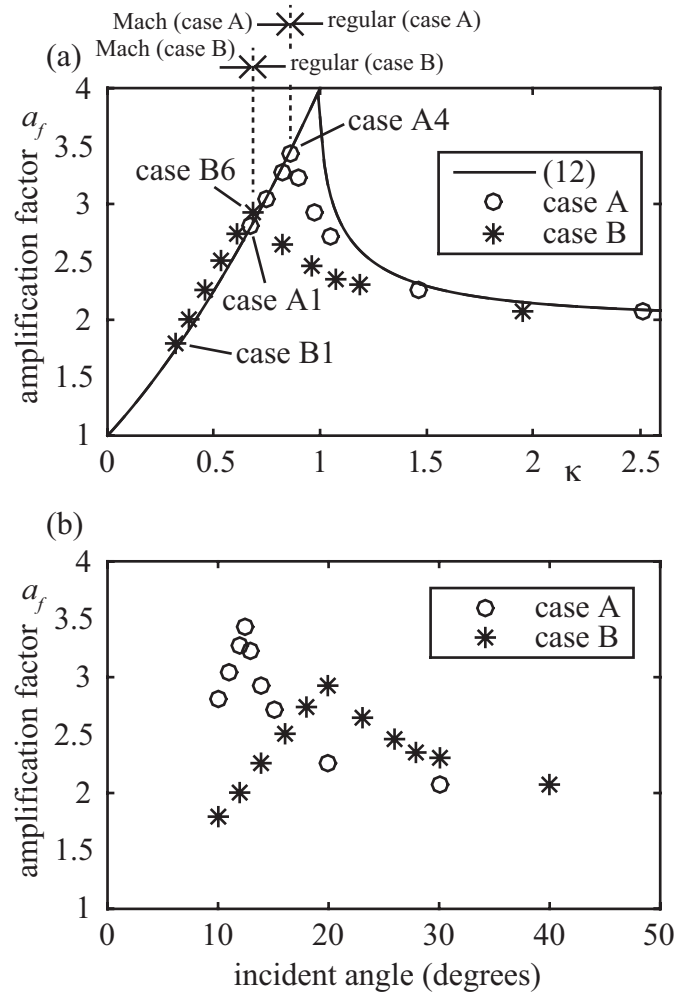 Mach (case A) regular (case A)
(a) Mach (case B) regular (case B)
4
a_f
case A4
3.5
case B6
(12)
3
case A
case B
2.5
case A1
2
case B1
1.5
1
0 0.5 1 1.5 2 2.5
κ
amplification factor
(b)
4
a_f
case A
3.5
case B
3
2.5
2
1.5
1
0 10 20 30 40 50
amplification factor
incident angle (degrees)